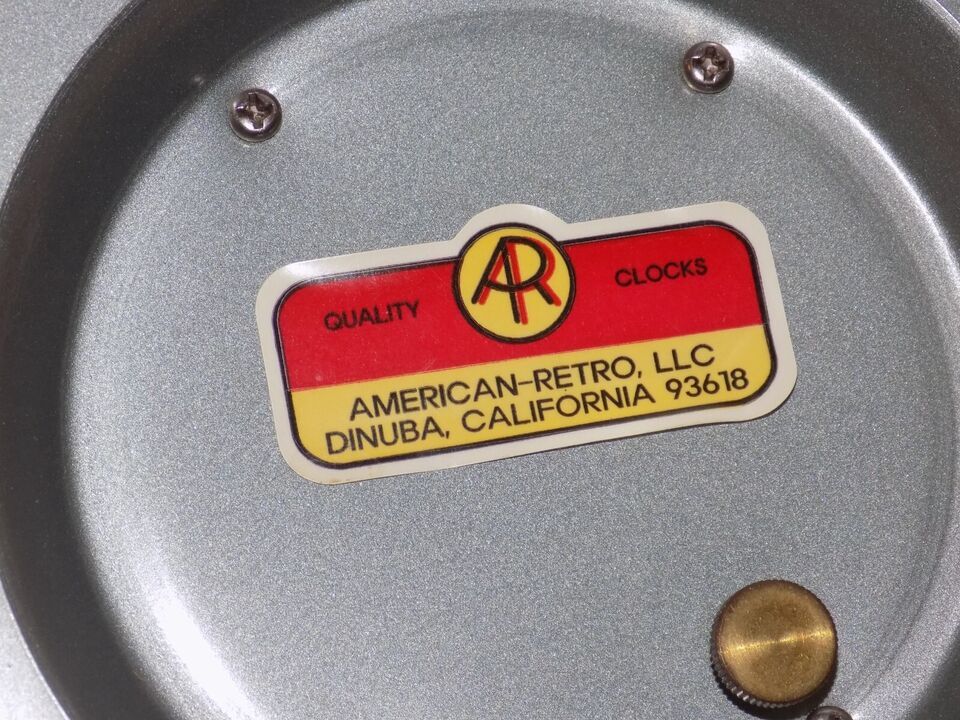 AR
QUALITY CLOCKS
AMERICAN-RETRO, LLC
DINUBA, CALIFORNIA 93618